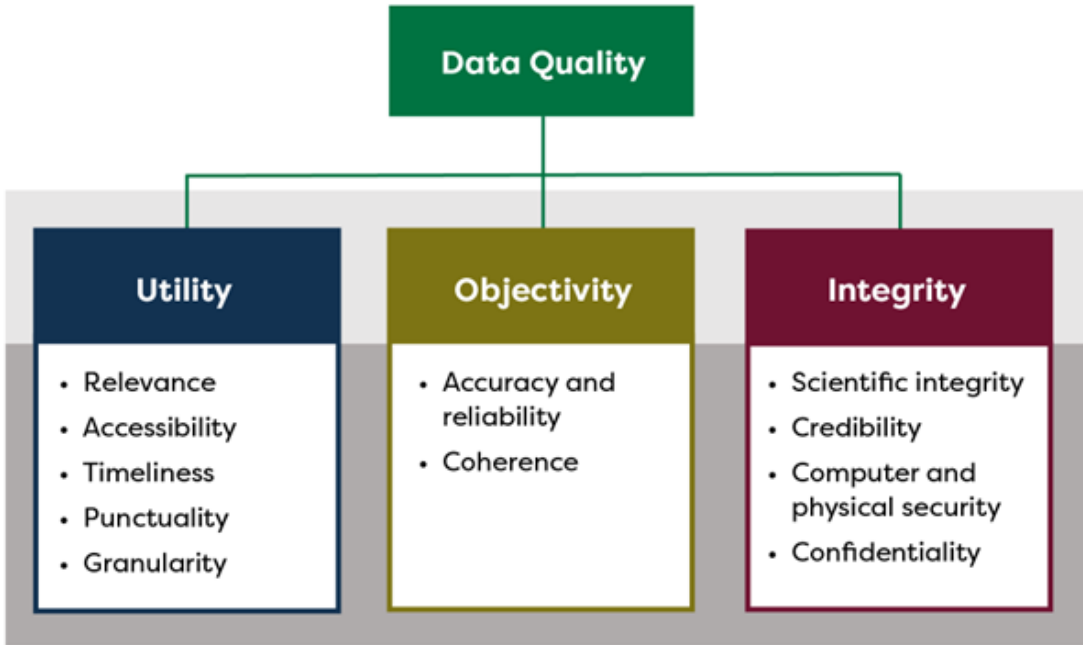 Data Quality
Utility
• Relevance
• Accessibility
• Timeliness
• Punctuality
• Granularity
Objectivity
• Accuracy and
reliability
• Coherence
Integrity
• Scientific integrity
• Credibility
• Computer and
physical security
• Confidentiality